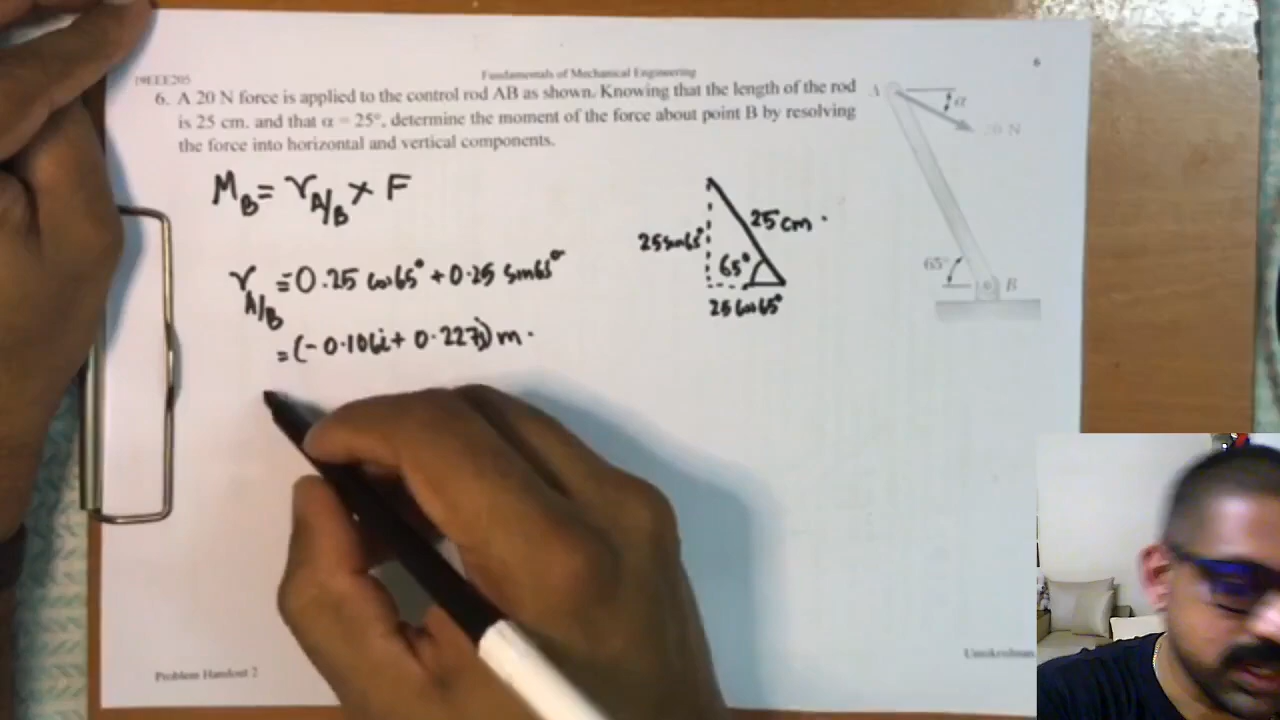 19EEE205
Fundamentals of Mechanical Engineering
6
6. A 20 N force is applied to the control rod AB as shown. Knowing that the length of the rod
is 25 cm. and that α = 25°, determine the moment of the force about point B by resolving
the force into horizontal and vertical components.
A
α
20 N
65°
B
M_B = r_A/B × F
r_A/B = 0.25 cos65° + 0.25 sin65°
= (-0.106i + 0.227j) m.
25 sin65°
25 cm.
65°
25 cos65°
Problem Handout 2